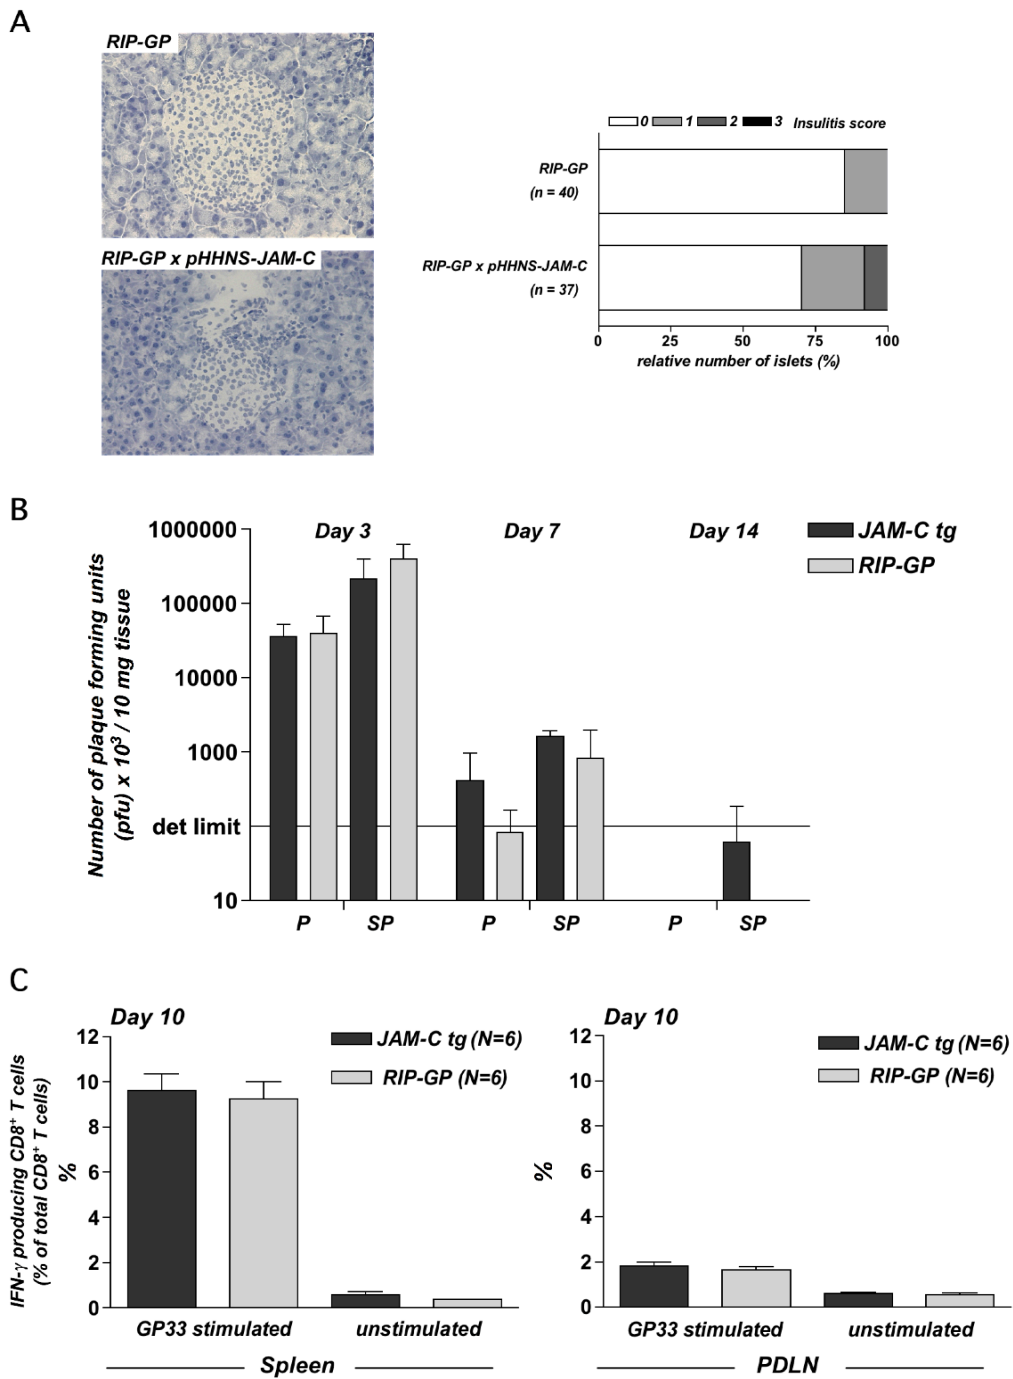 A
RIP-GP
RIP-GP x pHHNS-JAM-C
0 1 2 3 Insulitis score
RIP-GP
(n = 40)
RIP-GP x pHHNS-JAM-C
(n = 37)
0 25 50 75 100
relative number of islets (%)
B
Number of plaque forming units
(pfu) x 10³ / 10 mg tissue
1000000
100000
10000
1000
det limit
10
Day 3 Day 7 Day 14
JAM-C tg
RIP-GP
P SP P SP P SP
C
IFN-γ producing CD8⁺ T cells
(% of total CD8⁺ T cells)
%
Day 10
12
10
8
6
4
2
0
JAM-C tg (N=6)
RIP-GP (N=6)
GP33 stimulated unstimulated
Spleen
%
Day 10
12
10
8
6
4
2
0
JAM-C tg (N=6)
RIP-GP (N=6)
GP33 stimulated unstimulated
PDLN